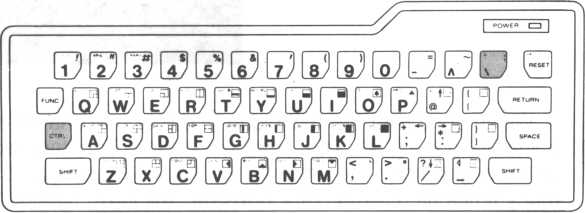 POWER
! " # $ % & ' ( ) = ~
1 2 3 4 5 6 7 8 9 0 - ^ \ RESET
FUNC Q W E R T Y U I O P @ [ RETURN
CTRL A S D F G H J K L + ; * : ] SPACE
SHIFT Z X C V B N M < , > . ? / _ SHIFT